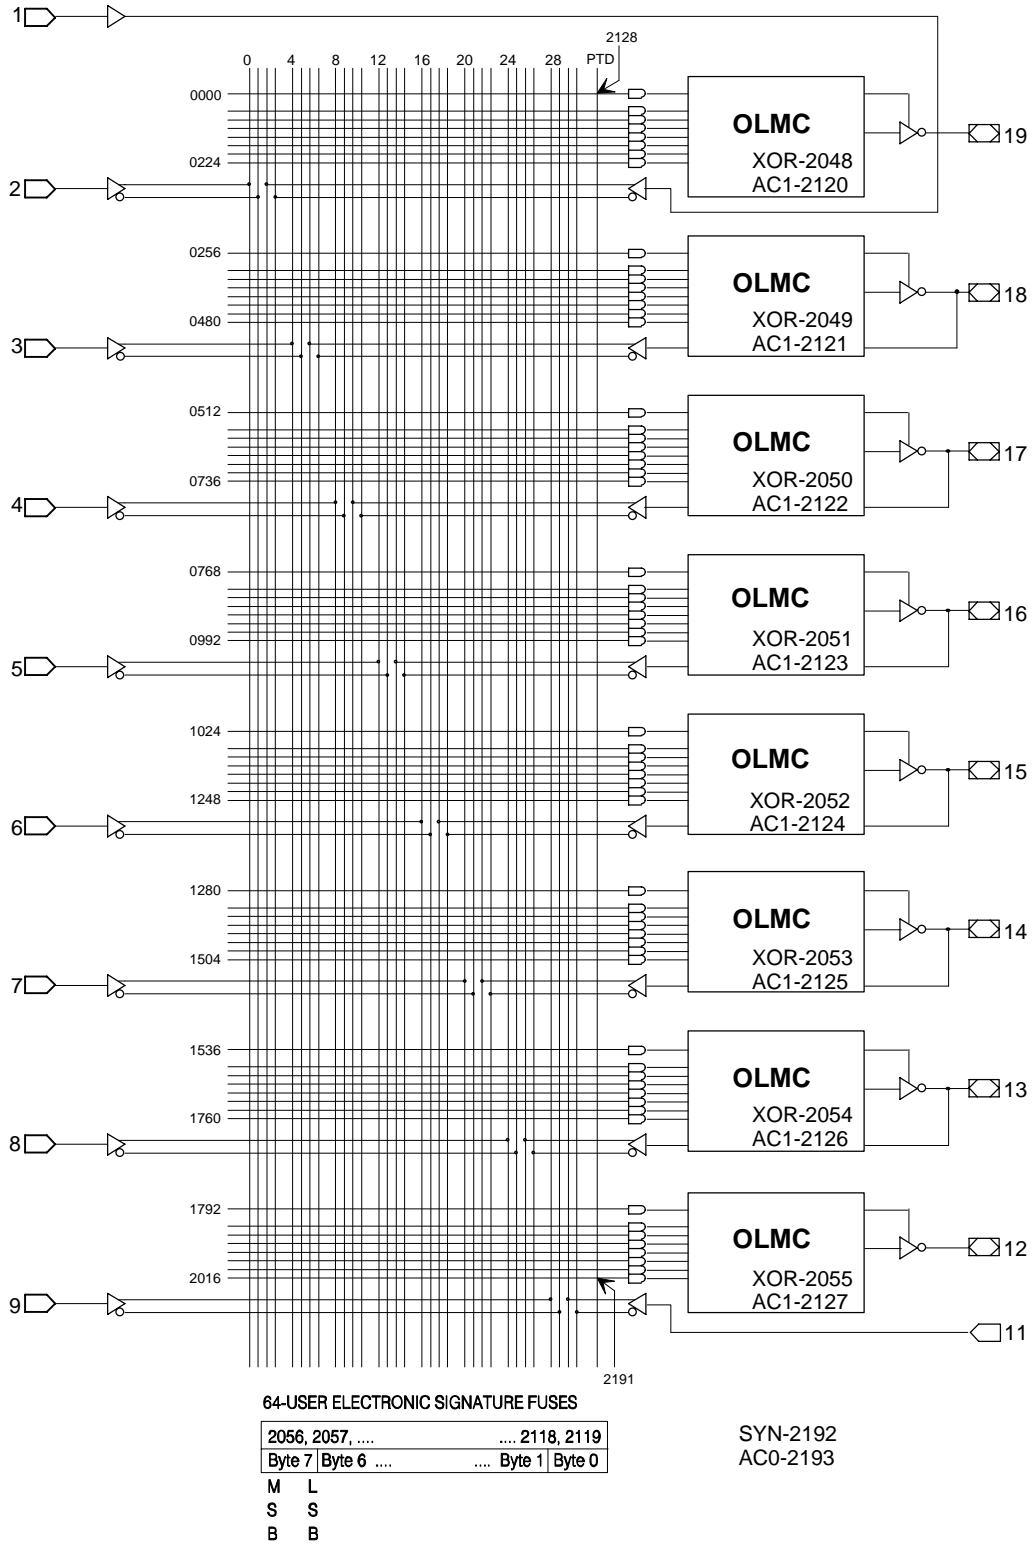 1
2128
0 4 8 12 16 20 24 28 PTD
0000
OLMC
19
XOR-2048
0224
AC1-2120
2
0256
OLMC
18
XOR-2049
0480
AC1-2121
3
0512
OLMC
17
XOR-2050
0736
AC1-2122
4
0768
OLMC
16
XOR-2051
0992
AC1-2123
5
1024
OLMC
15
XOR-2052
1248
AC1-2124
6
1280
OLMC
14
XOR-2053
1504
AC1-2125
7
1536
OLMC
13
XOR-2054
1760
AC1-2126
8
1792
OLMC
12
XOR-2055
2016
AC1-2127
9
11
2191
64-USER ELECTRONIC SIGNATURE FUSES
2056, 2057, .... .... 2118, 2119
Byte 7 Byte 6 .... .... Byte 1 Byte 0
M L
S S
B B
SYN-2192
AC0-2193